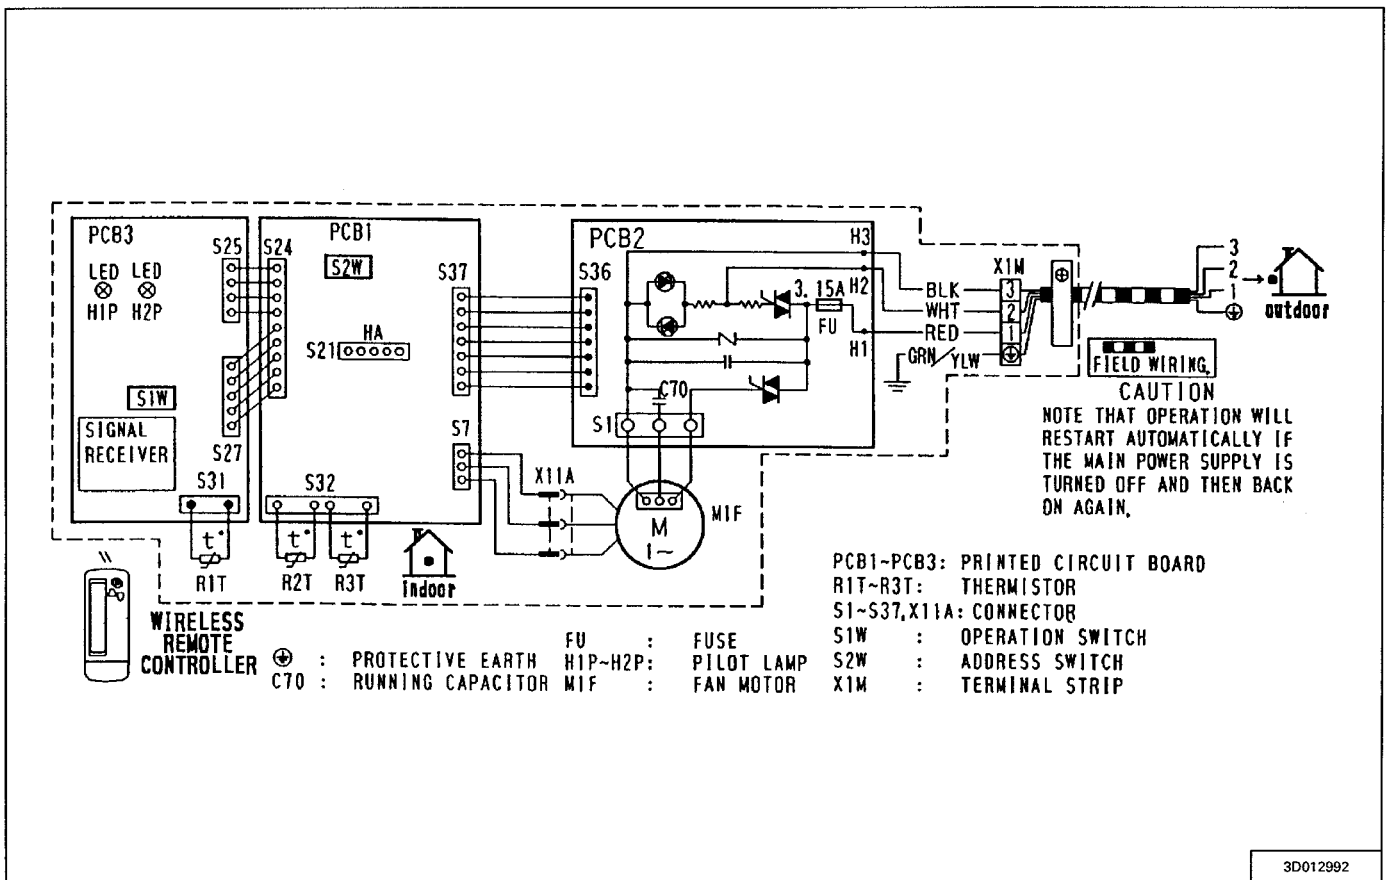 PCB3
LED LED
H1P H2P
S25
S24
PCB1
S2W
S37
HA
S21
S1W
SIGNAL
RECEIVER
S27
S31
S32
S7
t° t° t°
R1T R2T R3T
indoor
X11A
PCB2
S36
H3
H2
H1
3.15A
FU
C70
S1
M
1~
M1F
BLK
WHT
RED
GRN/YLW
X1M
3
2
1
3
2
1
outdoor
FIELD WIRING.
CAUTION
NOTE THAT OPERATION WILL
RESTART AUTOMATICALLY IF
THE MAIN POWER SUPPLY IS
TURNED OFF AND THEN BACK
ON AGAIN.
WIRELESS
REMOTE
CONTROLLER
: PROTECTIVE EARTH
C70 : RUNNING CAPACITOR
FU : FUSE
H1P~H2P: PILOT LAMP
M1F : FAN MOTOR
PCB1~PCB3: PRINTED CIRCUIT BOARD
R1T~R3T: THERMISTOR
S1~S37,X11A: CONNECTOR
S1W : OPERATION SWITCH
S2W : ADDRESS SWITCH
X1M : TERMINAL STRIP
3D012992